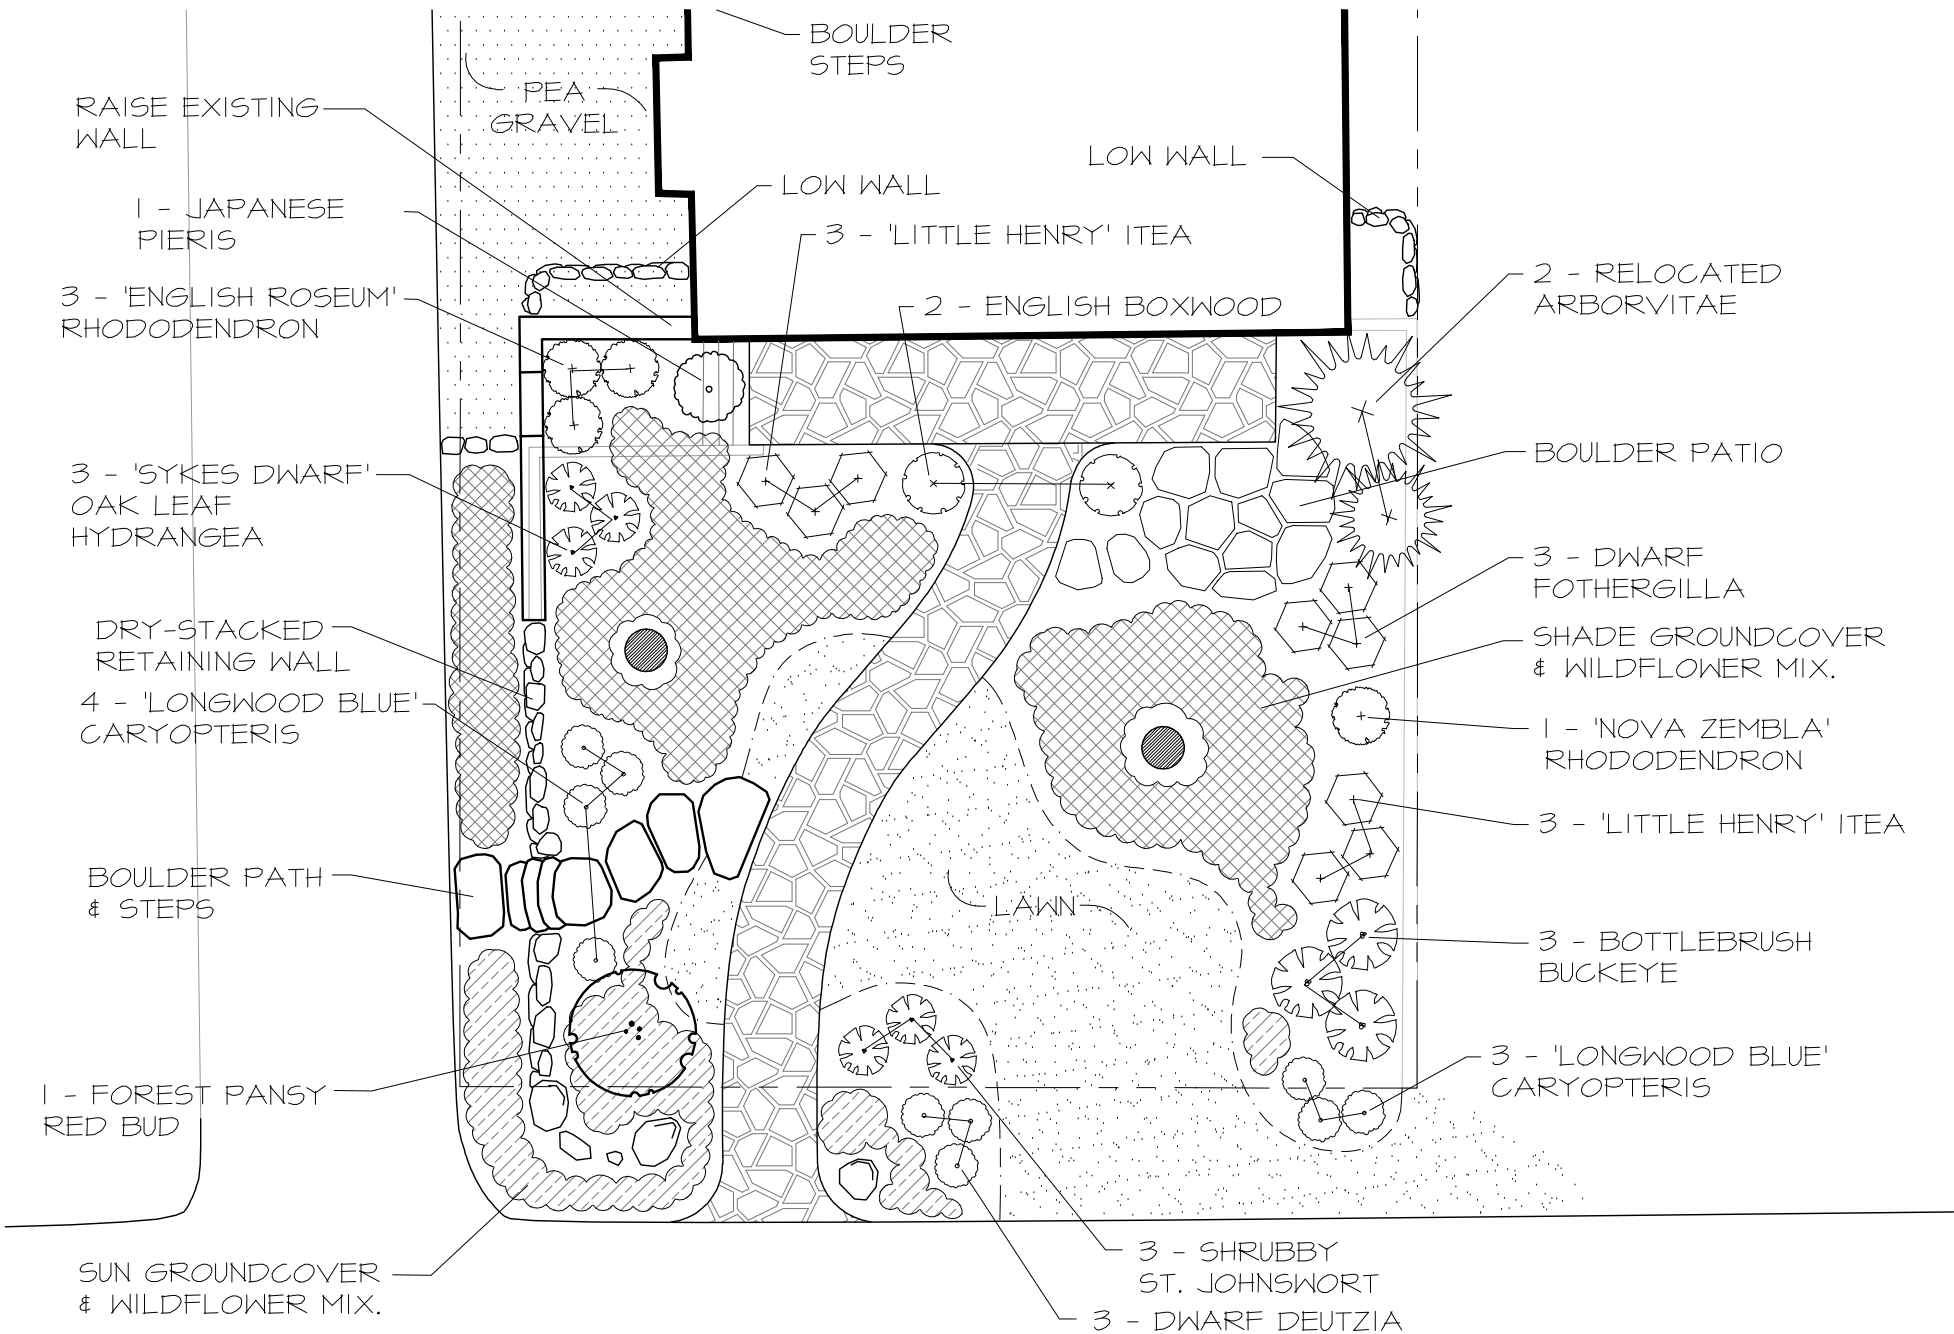 BOULDER
STEPS
PEA
GRAVEL
RAISE EXISTING
WALL
LOW WALL
LOW WALL
1 - JAPANESE
PIERIS
3 - 'LITTLE HENRY' ITEA
3 - 'ENGLISH ROSEUM'
RHODODENDRON
2 - ENGLISH BOXWOOD
2 - RELOCATED
ARBORVITAE
3 - 'SYKES DWARF'
OAK LEAF
HYDRANGEA
BOULDER PATIO
3 - DWARF
FOTHERGILLA
DRY-STACKED
RETAINING WALL
SHADE GROUNDCOVER
& WILDFLOWER MIX.
4 - 'LONGWOOD BLUE'
CARYOPTERIS
1 - 'NOVA ZEMBLA'
RHODODENDRON
3 - 'LITTLE HENRY' ITEA
BOULDER PATH
& STEPS
LAWN
3 - BOTTLEBRUSH
BUCKEYE
3 - 'LONGWOOD BLUE'
CARYOPTERIS
1 - FOREST PANSY
RED BUD
SUN GROUNDCOVER
& WILDFLOWER MIX.
3 - SHRUBBY
ST. JOHNSWORT
3 - DWARF DEUTZIA